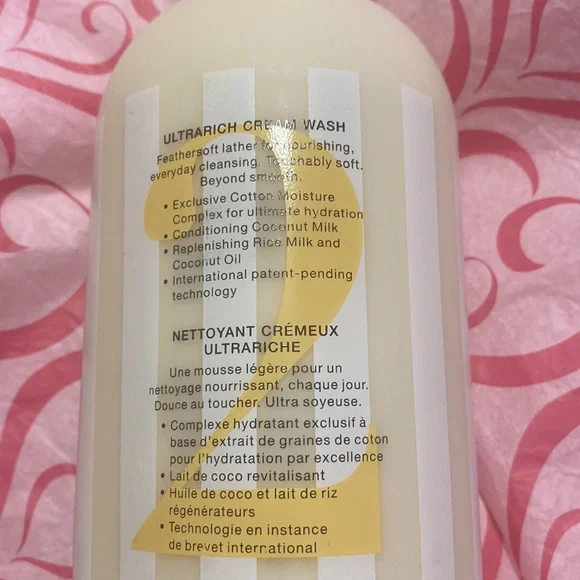 2
ULTRARICH CREAM WASH
Feathersoft lather for nourishing,
everyday cleansing. Touchably soft.
Beyond smooth.
• Exclusive Cotton Moisture
Complex for ultimate hydration
• Conditioning Coconut Milk
• Replenishing Rice Milk and
Coconut Oil
• International patent-pending
technology
NETTOYANT CRÉMEUX
ULTRARICHE
Une mousse légère pour un
nettoyage nourrissant, chaque jour.
Douce au toucher. Ultra soyeuse.
• Complexe hydratant exclusif à
base d'extrait de graines de coton
pour l'hydratation par excellence
• Lait de coco revitalisant
• Huile de coco et lait de riz
régénérateurs
• Technologie en instance
de brevet international